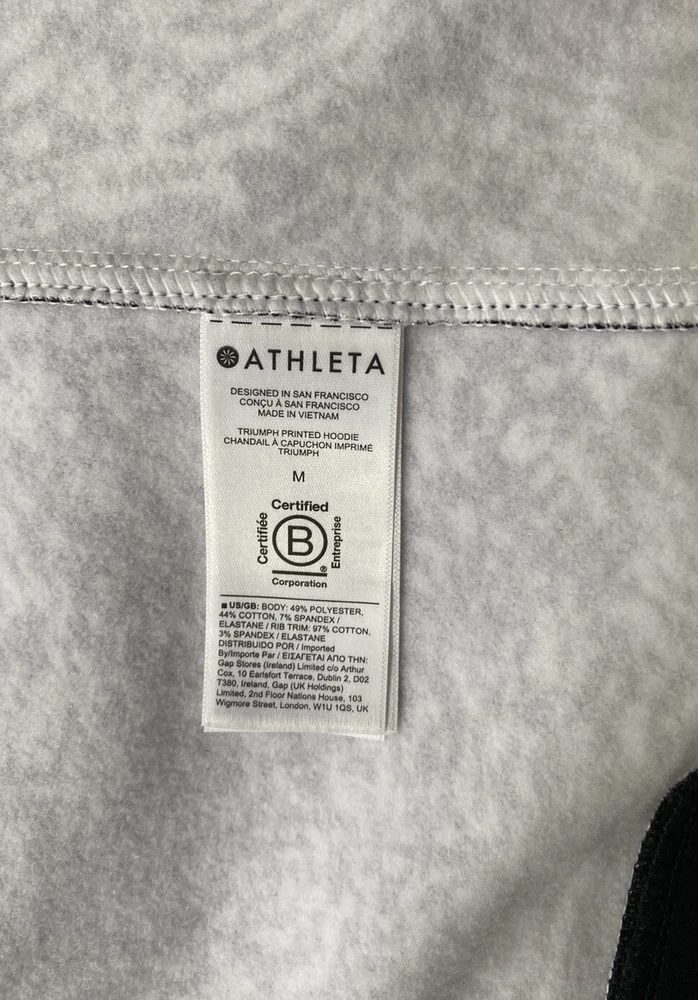 ATHLETA
DESIGNED IN SAN FRANCISCO
CONÇU À SAN FRANCISCO
MADE IN VIETNAM
TRIUMPH PRINTED HOODIE
CHANDAIL À CAPUCHON IMPRIMÉ
TRIUMPH
M
Certified
Certifiée
B
Entreprise
®
Corporation
■ US/GB: BODY: 49% POLYESTER,
44% COTTON, 7% SPANDEX /
ELASTANE / RIB TRIM: 97% COTTON,
3% SPANDEX / ELASTANE
DISTRIBUIDO POR / Imported
By/Importe Par / ΕΙΣΑΓΕΤΑΙ ΑΠΟ ΤΗΝ:
Gap Stores (Ireland) Limited c/o Arthur
Cox, 10 Earlsfort Terrace, Dublin 2, D02
T380, Ireland, Gap (UK Holdings)
Limited, 2nd Floor Nations House, 103
Wigmore Street, London, W1U 1QS, UK